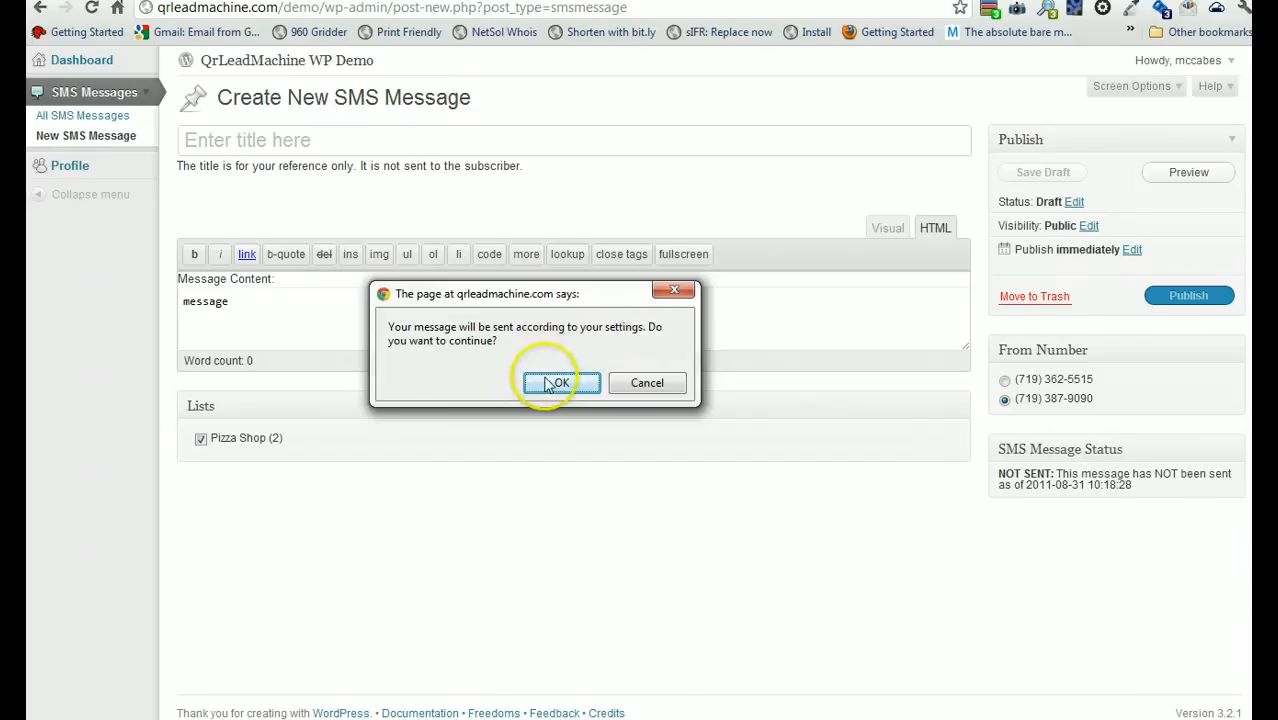 qrleadmachine.com/demo/wp-admin/post-new.php?post_type=smsmessage
Getting Started Gmail: Email from G... 960 Gridder Print Friendly NetSol Whois Shorten with bit.ly sIFR: Replace now Install Getting Started The absolute bare m... » Other bookmarks
Dashboard
QrLeadMachine WP Demo
Howdy, mccabes
SMS Messages
Create New SMS Message
Screen Options
Help
All SMS Messages
New SMS Message
Profile
Collapse menu
Enter title here
The title is for your reference only. It is not sent to the subscriber.
Visual HTML
b i link b-quote del ins img ul ol li code more lookup close tags fullscreen
Message Content:
message
Word count: 0
The page at qrleadmachine.com says:
Your message will be sent according to your settings. Do
you want to continue?
OK Cancel
Lists
Pizza Shop (2)
Publish
Save Draft Preview
Status: Draft Edit
Visibility: Public Edit
Publish immediately Edit
Move to Trash Publish
From Number
(719) 362-5515
(719) 387-9090
SMS Message Status
NOT SENT: This message has NOT been sent
as of 2011-08-31 10:18:28
Thank you for creating with WordPress. • Documentation • Freedoms • Feedback • Credits
Version 3.2.1